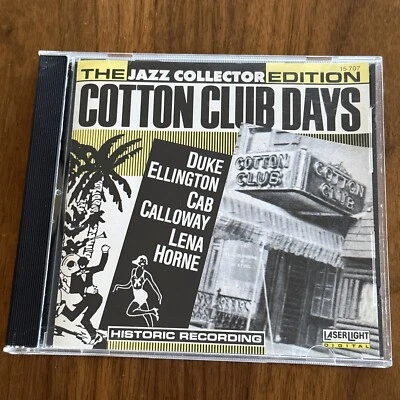 THE JAZZ COLLECTOR EDITION
15 707
COTTON CLUB DAYS
DUKE
ELLINGTON
CAB
CALLOWAY
LENA
HORNE
COTTON
CLUB
COTTON
CLUB
HISTORIC RECORDING
LASERLIGHT
DIGITAL